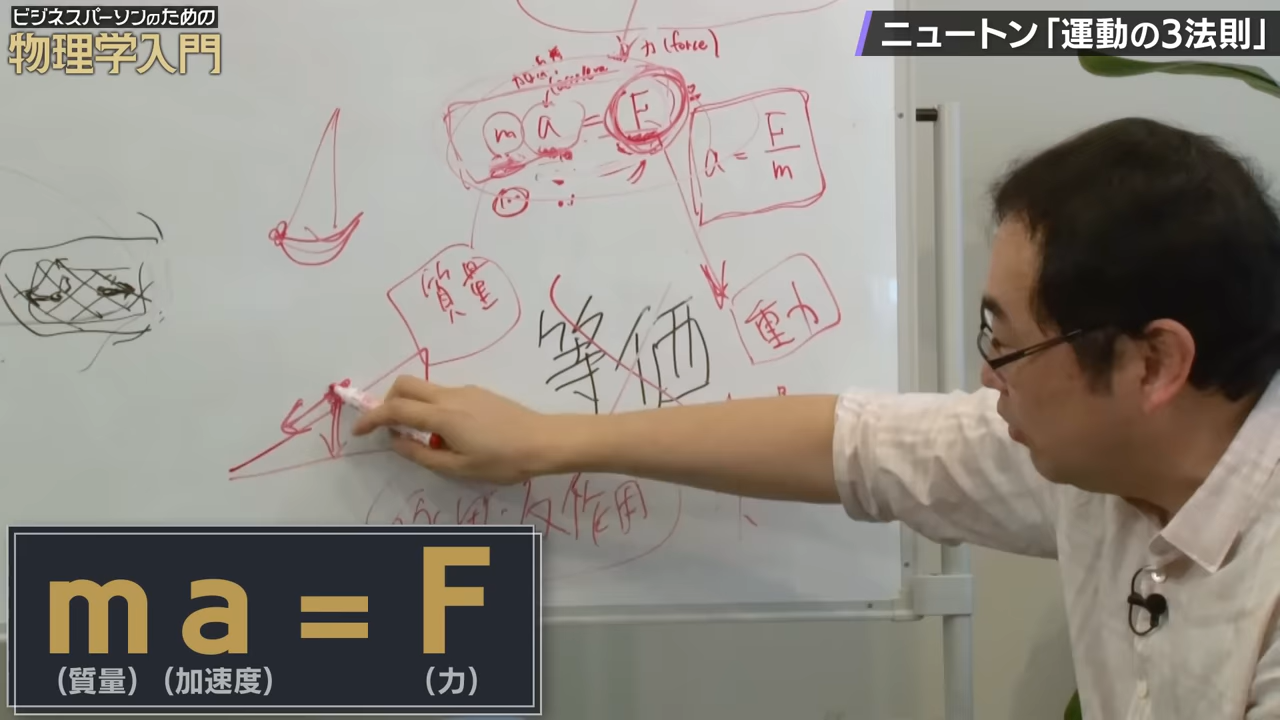 ビジネスパーソンのための
物理学入門
ニュートン「運動の3法則」
力(force)
m a = F
a = F/m
質量
等価
重力
反作用
m a = F
(質量) (加速度) (力)